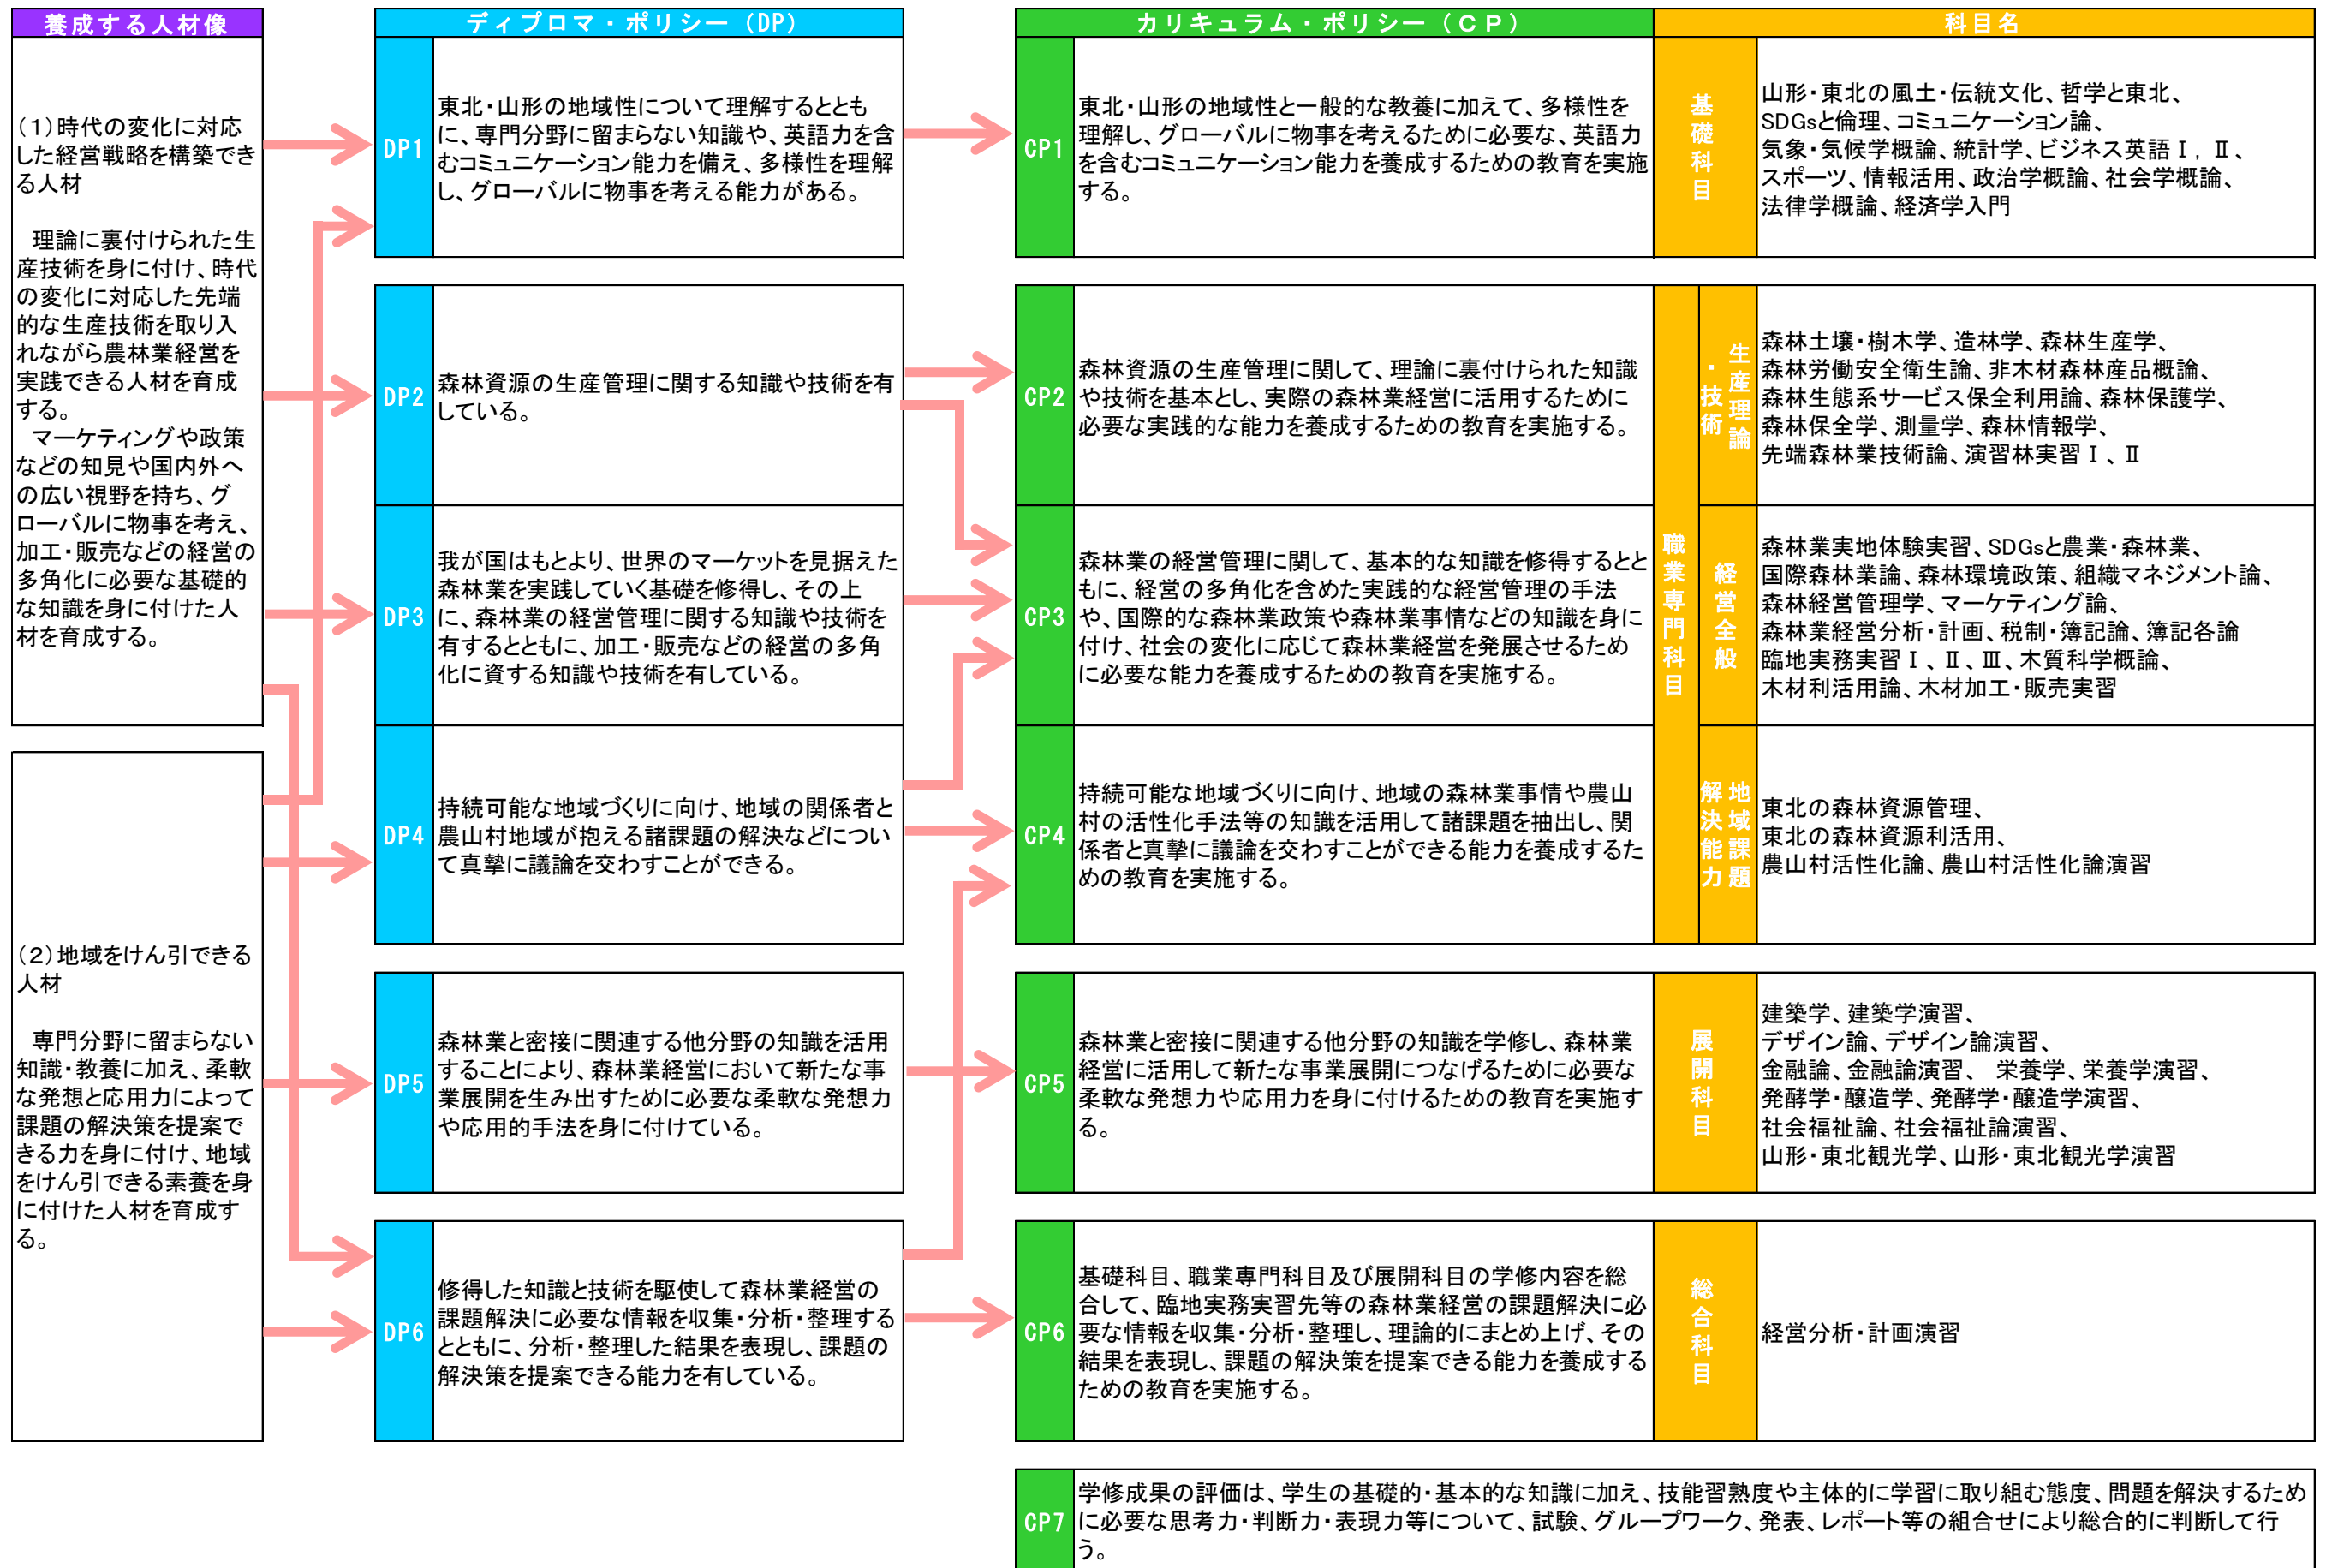 養成する人材像
(1)時代の変化に対応
した経営戦略を構築でき
る人材
理論に裏付けられた生
産技術を身に付け、時代
の変化に対応した先端
的な生産技術を取り入
れながら農林業経営を
実践できる人材を育成
する。
マーケティングや政策
などの知見や国内外へ
の広い視野を持ち、グ
ローバルに物事を考え、
加工・販売などの経営の
多角化に必要な基礎的
な知識を身に付けた人
材を育成する。
(2)地域をけん引できる
人材
専門分野に留まらない
知識・教養に加え、柔軟
な発想と応用力によって
課題の解決策を提案で
きる力を身に付け、地域
をけん引できる素養を身
に付けた人材を育成す
る。
ディプロマ・ポリシー(DP)
DP1
東北・山形の地域性について理解するととも
に、専門分野に留まらない知識や、英語力を含
むコミュニケーション能力を備え、多様性を理解
し、グローバルに物事を考える能力がある。
DP2
森林資源の生産管理に関する知識や技術を有
している。
DP3
我が国はもとより、世界のマーケットを見据えた
森林業を実践していく基礎を修得し、その上
に、森林業の経営管理に関する知識や技術を
有するとともに、加工・販売などの経営の多角
化に資する知識や技術を有している。
DP4
持続可能な地域づくりに向け、地域の関係者と
農山村地域が抱える諸課題の解決などについ
て真摯に議論を交わすことができる。
DP5
森林業と密接に関連する他分野の知識を活用
することにより、森林業経営において新たな事
業展開を生み出すために必要な柔軟な発想力
や応用的手法を身に付けている。
DP6
修得した知識と技術を駆使して森林業経営の
課題解決に必要な情報を収集・分析・整理する
とともに、分析・整理した結果を表現し、課題の
解決策を提案できる能力を有している。
カリキュラム・ポリシー(CP)
科目名
CP1
東北・山形の地域性と一般的な教養に加えて、多様性を
理解し、グローバルに物事を考えるために必要な、英語力
を含むコミュニケーション能力を養成するための教育を実施
する。
基礎科目
山形・東北の風土・伝統文化、哲学と東北、
SDGsと倫理、コミュニケーション論、
気象・気候学概論、統計学、ビジネス英語Ⅰ,Ⅱ、
スポーツ、情報活用、政治学概論、社会学概論、
法律学概論、経済学入門
CP2
森林資源の生産管理に関して、理論に裏付けられた知識
や技術を基本とし、実際の森林業経営に活用するために
必要な実践的な能力を養成するための教育を実施する。
職業専門科目
生産理論
・技術
森林土壌・樹木学、造林学、森林生産学、
森林労働安全衛生論、非木材森林産品概論、
森林生態系サービス保全利用論、森林保護学、
森林保全学、測量学、森林情報学、
先端森林業技術論、演習林実習Ⅰ、Ⅱ
CP3
森林業の経営管理に関して、基本的な知識を修得するとと
もに、経営の多角化を含めた実践的な経営管理の手法
や、国際的な森林業政策や森林業事情などの知識を身に
付け、社会の変化に応じて森林業経営を発展させるため
に必要な能力を養成するための教育を実施する。
経営全般
森林業実地体験実習、SDGsと農業・森林業、
国際森林業論、森林環境政策、組織マネジメント論、
森林経営管理学、マーケティング論、
森林業経営分析・計画、税制・簿記論、簿記各論
臨地実務実習Ⅰ、Ⅱ、Ⅲ、木質科学概論、
木材利活用論、木材加工・販売実習
CP4
持続可能な地域づくりに向け、地域の森林業事情や農山
村の活性化手法等の知識を活用して諸課題を抽出し、関
係者と真摯に議論を交わすことができる能力を養成するた
めの教育を実施する。
地域課題
解決能力
東北の森林資源管理、
東北の森林資源利活用、
農山村活性化論、農山村活性化論演習
CP5
森林業と密接に関連する他分野の知識を学修し、森林業
経営に活用して新たな事業展開につなげるために必要な
柔軟な発想力や応用力を身に付けるための教育を実施す
る。
展開科目
建築学、建築学演習、
デザイン論、デザイン論演習、
金融論、金融論演習、 栄養学、栄養学演習、
発酵学・醸造学、発酵学・醸造学演習、
社会福祉論、社会福祉論演習、
山形・東北観光学、山形・東北観光学演習
CP6
基礎科目、職業専門科目及び展開科目の学修内容を総
合して、臨地実務実習先等の森林業経営の課題解決に必
要な情報を収集・分析・整理し、理論的にまとめ上げ、その
結果を表現し、課題の解決策を提案できる能力を養成する
ための教育を実施する。
総合科目
経営分析・計画演習
CP7
学修成果の評価は、学生の基礎的・基本的な知識に加え、技能習熟度や主体的に学習に取り組む態度、問題を解決するため
に必要な思考力・判断力・表現力等について、試験、グループワーク、発表、レポート等の組合せにより総合的に判断して行
う。